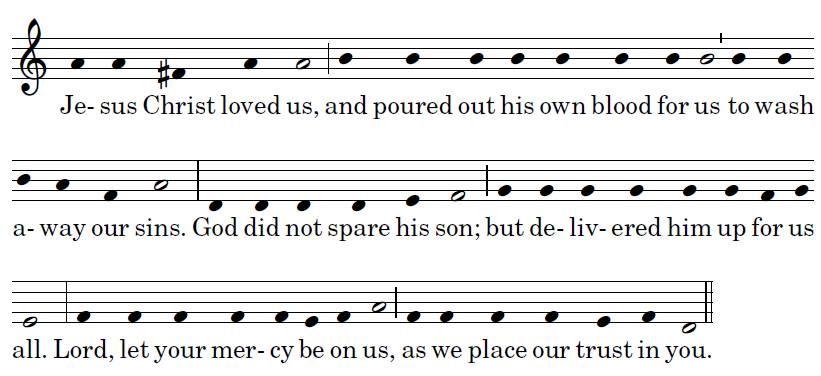 Je- sus Christ loved us, and poured out his own blood for us to wash
a- way our sins. God did not spare his son; but de- liv- ered him up for us
all. Lord, let your mer- cy be on us, as we place our trust in you.